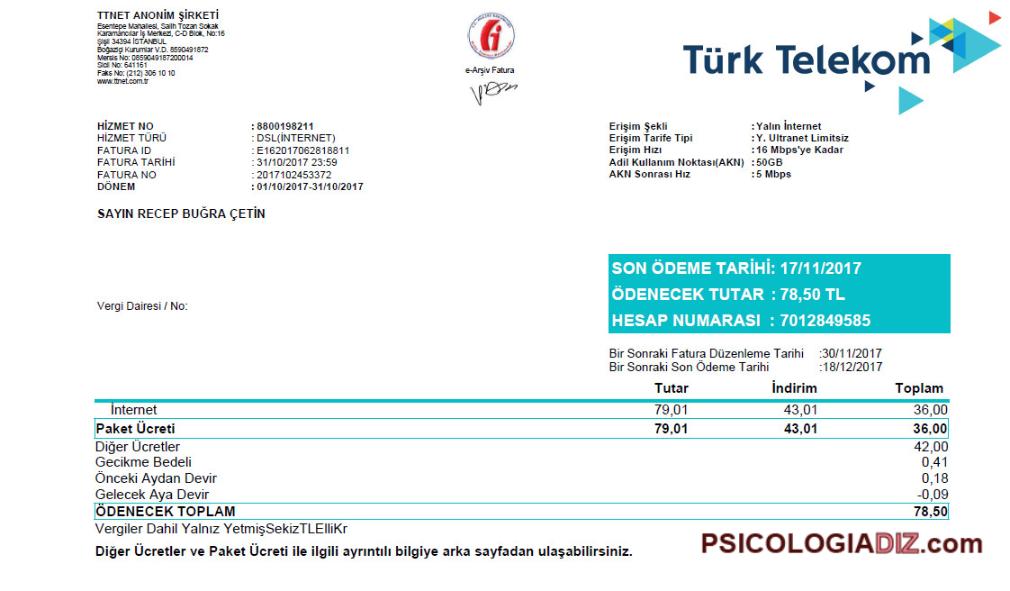 TTNET ANONİM ŞİRKETİ
Esentepe Mahallesi, Salih Tozan Sokak
Karamancılar İş Merkezi, C-D Blok, No:16
Şişli 34394 İSTANBUL
Boğaziçi Kurumlar V.D. 8590491872
Mersis No: 0859049187200014
Sicil No: 641161
Faks No: (212) 306 10 10
www.ttnet.com.tr
e-Arşiv Fatura
Türk Telekom
HİZMET NO : 8800198211
HİZMET TÜRÜ : DSL(İNTERNET)
FATURA ID : E162017062818811
FATURA TARİHİ : 31/10/2017 23:59
FATURA NO : 2017102453372
DÖNEM : 01/10/2017-31/10/2017
Erişim Şekli : Yalın İnternet
Erişim Tarife Tipi : Y. Ultranet Limitsiz
Erişim Hızı : 16 Mbps'ye Kadar
Adil Kullanım Noktası(AKN) : 50GB
AKN Sonrası Hız : 5 Mbps
SAYIN RECEP BUĞRA ÇETİN
Vergi Dairesi / No:
SON ÖDEME TARİHİ: 17/11/2017
ÖDENECEK TUTAR : 78,50 TL
HESAP NUMARASI : 7012849585
Bir Sonraki Fatura Düzenleme Tarihi :30/11/2017
Bir Sonraki Son Ödeme Tarihi :18/12/2017
Tutar İndirim Toplam
İnternet 79,01 43,01 36,00
Paket Ücreti 79,01 43,01 36,00
Diğer Ücretler 42,00
Gecikme Bedeli 0,41
Önceki Aydan Devir 0,18
Gelecek Aya Devir -0,09
ÖDENECEK TOPLAM 78,50
Vergiler Dahil Yalnız YetmişSekizTLElliKr
Diğer Ücretler ve Paket Ücreti ile ilgili ayrıntılı bilgiye arka sayfadan ulaşabilirsiniz.
PSICOLOGIADIZ.com